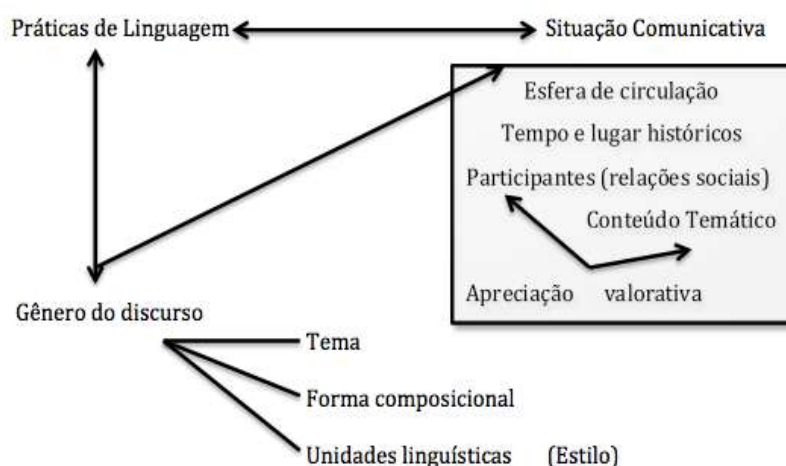 Práticas de Linguagem
Situação Comunicativa
Esfera de circulação
Tempo e lugar históricos
Participantes (relações sociais)
Conteúdo Temático
Apreciação valorativa
Gênero do discurso
Tema
Forma composicional
Unidades linguísticas (Estilo)